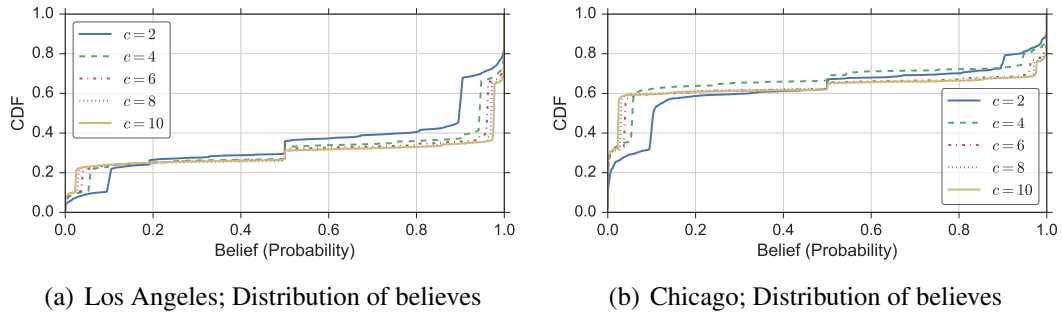 1.0
0.8
0.6
0.4
0.2
0.0
CDF
c = 2
c = 4
c = 6
c = 8
c = 10
0.0 0.2 0.4 0.6 0.8 1.0
Belief (Probability)
(a) Los Angeles; Distribution of believes
1.0
0.8
0.6
0.4
0.2
0.0
CDF
c = 2
c = 4
c = 6
c = 8
c = 10
0.0 0.2 0.4 0.6 0.8 1.0
Belief (Probability)
(b) Chicago; Distribution of believes